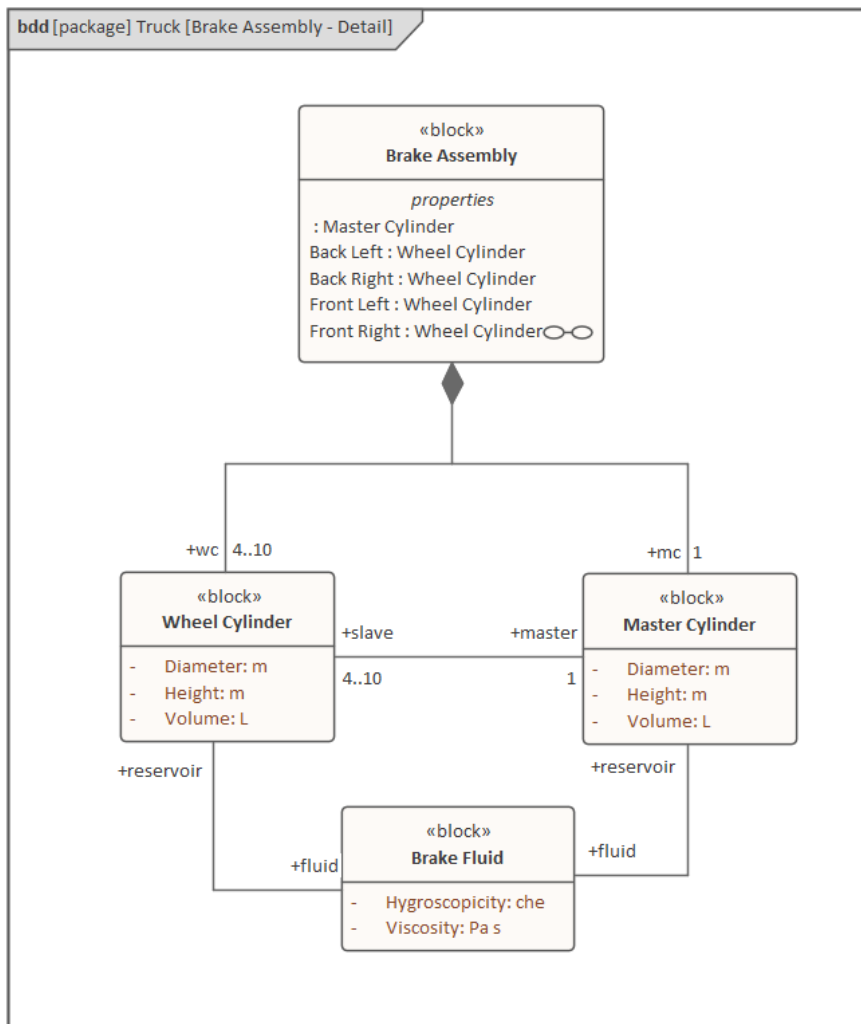 bdd [package] Truck [Brake Assembly - Detail]
«block»
Brake Assembly
properties
: Master Cylinder
Back Left : Wheel Cylinder
Back Right : Wheel Cylinder
Front Left : Wheel Cylinder
Front Right : Wheel Cylinder
+wc 4..10
+mc 1
«block»
Wheel Cylinder
- Diameter: m
- Height: m
- Volume: L
+slave
4..10
+master
1
«block»
Master Cylinder
- Diameter: m
- Height: m
- Volume: L
+reservoir
+reservoir
+fluid
+fluid
«block»
Brake Fluid
- Hygroscopicity: che
- Viscosity: Pa s